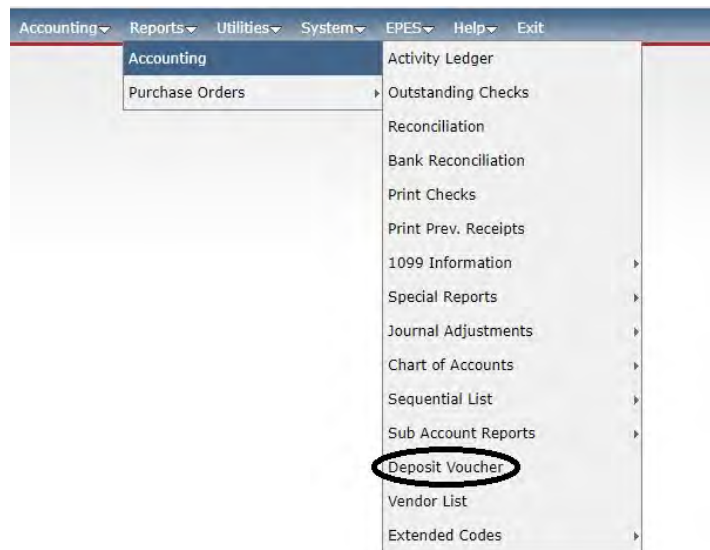 Accounting Reports Utilities System EPES Help Exit
Accounting
Purchase Orders
Activity Ledger
Outstanding Checks
Reconciliation
Bank Reconciliation
Print Checks
Print Prev. Receipts
1099 Information
Special Reports
Journal Adjustments
Chart of Accounts
Sequential List
Sub Account Reports
Deposit Voucher
Vendor List
Extended Codes